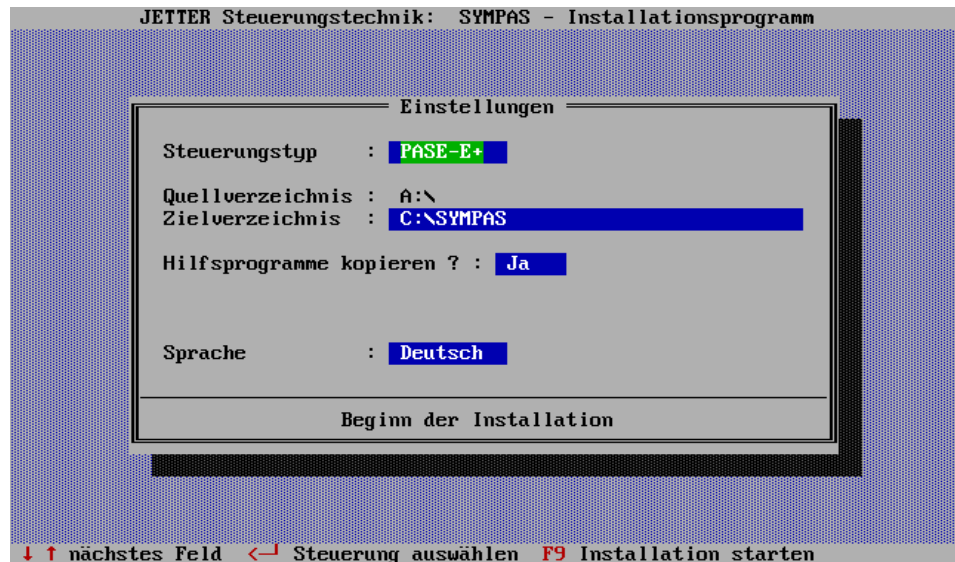 JETTER Steuerungstechnik: SYMPAS - Installationsprogramm
Einstellungen
Steuerungstyp : PASE-E+
Quellverzeichnis : A:\
Zielverzeichnis : C:\SYMPAS
Hilfsprogramme kopieren ? : Ja
Sprache : Deutsch
Beginn der Installation
↓ ↑ nächstes Feld <─┘ Steuerung auswählen F9 Installation starten